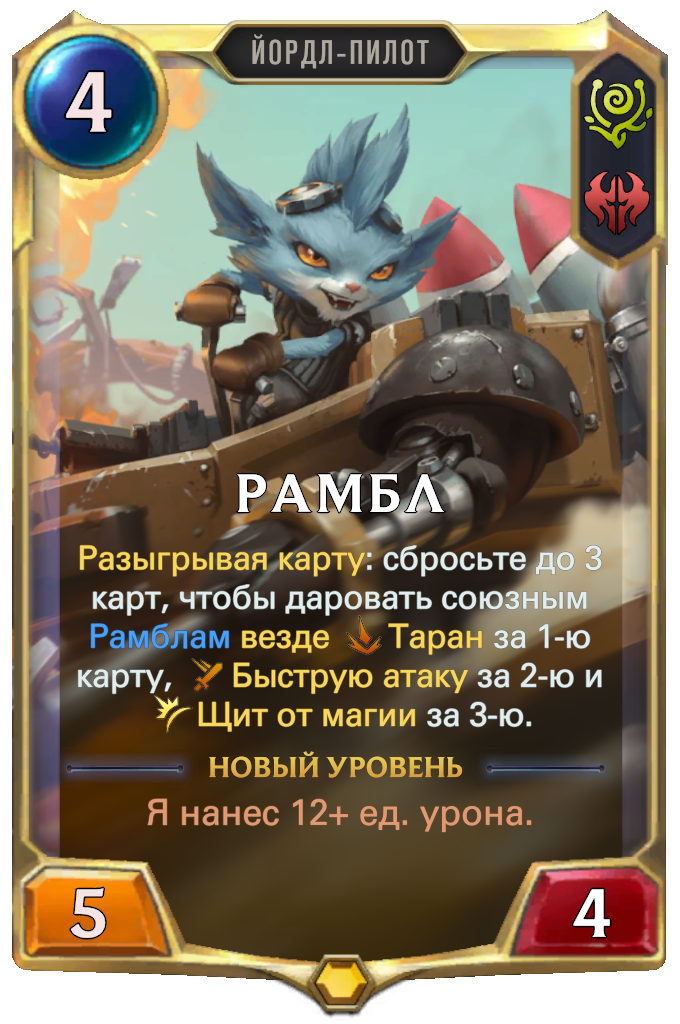 ЙОРДЛ-ПИЛОТ
4
РАМБЛ
Разыгрывая карту: сбросьте до 3
карт, чтобы даровать союзным
Рамблам везде Таран за 1-ю
карту, Быструю атаку за 2-ю и
Щит от магии за 3-ю.
НОВЫЙ УРОВЕНЬ
Я нанес 12+ ед. урона.
5
4